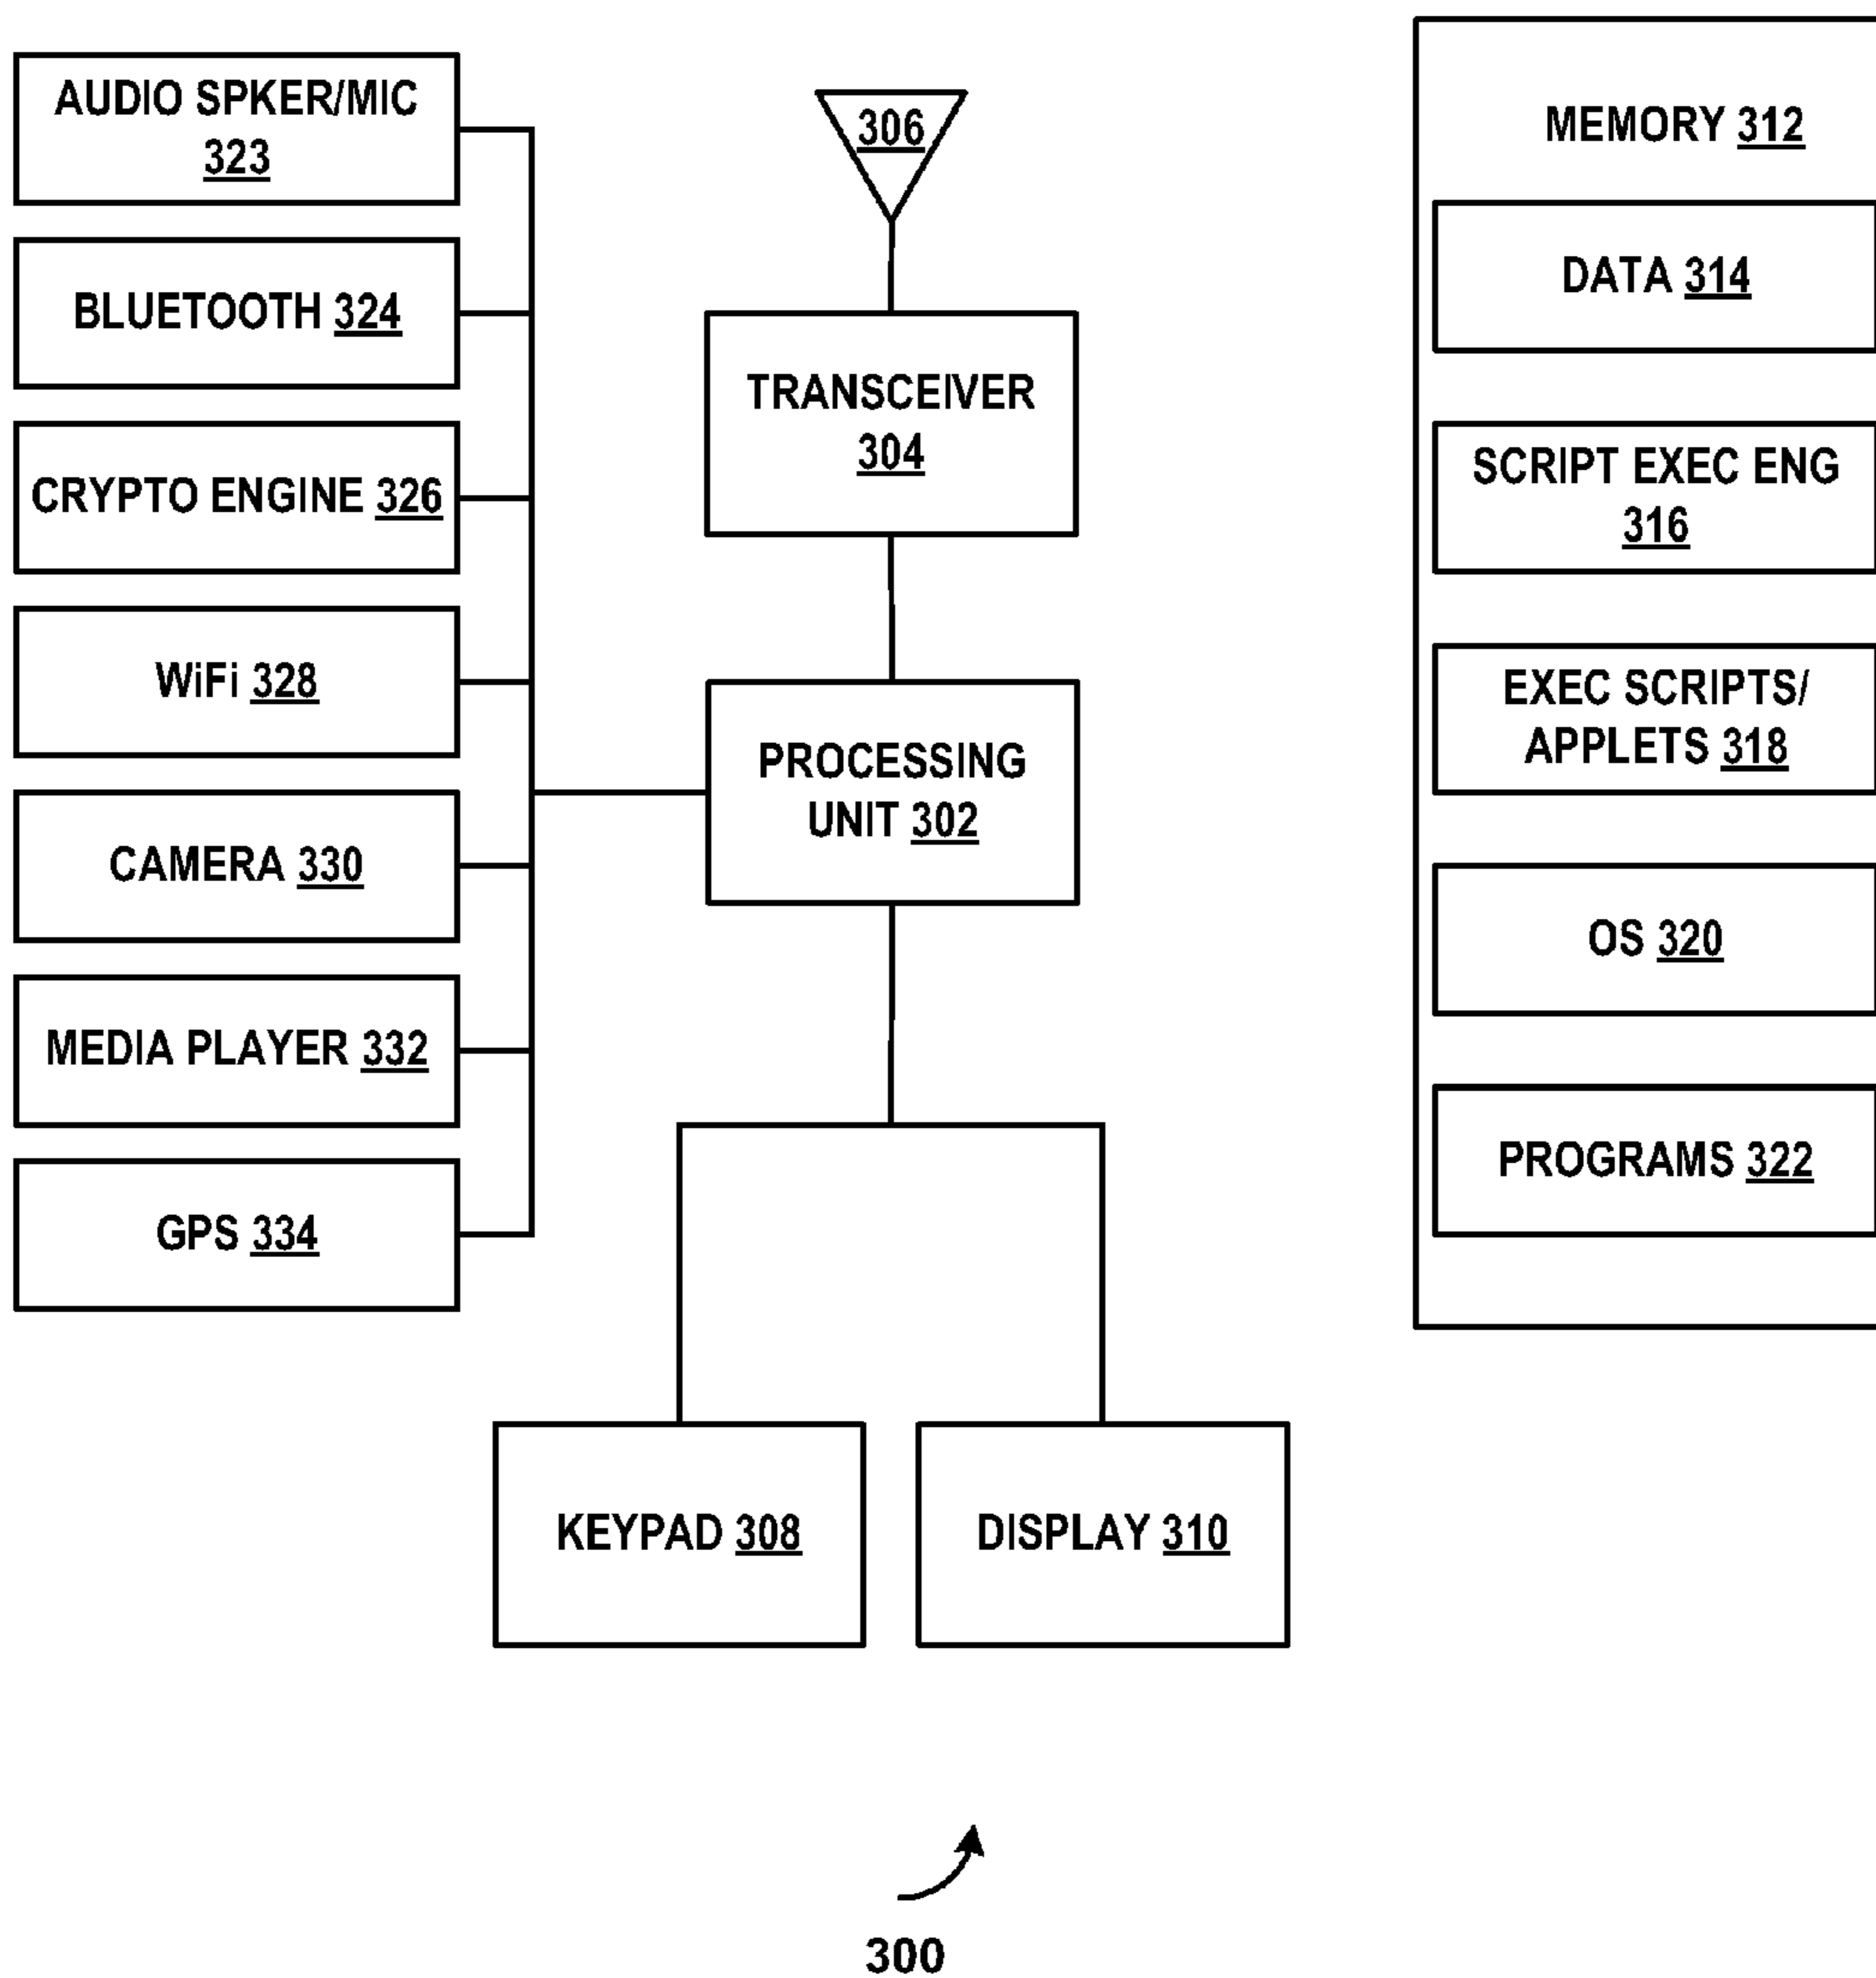 AUDIO SPKER/MIC
323
BLUETOOTH 324
CRYPTO ENGINE 326
WiFi 328
CAMERA 330
MEDIA PLAYER 332
GPS 334
306
TRANSCEIVER
304
PROCESSING
UNIT 302
KEYPAD 308
DISPLAY 310
MEMORY 312
DATA 314
SCRIPT EXEC ENG
316
EXEC SCRIPTS/
APPLETS 318
OS 320
PROGRAMS 322
300